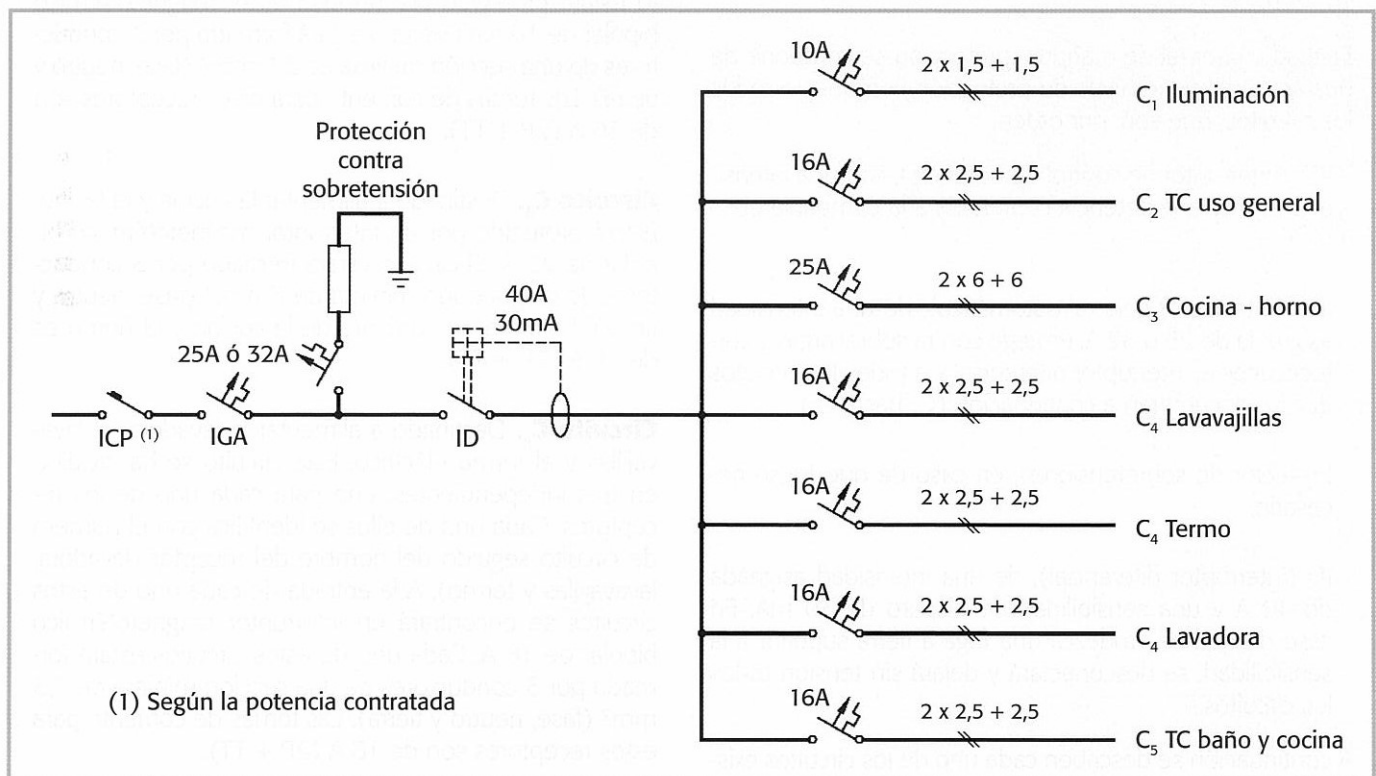 10A
2 x 1,5 + 1,5
C₁ Iluminación
Protección
contra
sobretensión
16A
2 x 2,5 + 2,5
C₂ TC uso general
25A
2 x 6 + 6
C₃ Cocina - horno
40A
30mA
25A ó 32A
16A
2 x 2,5 + 2,5
C₄ Lavavajillas
ICP (1)
IGA
ID
16A
2 x 2,5 + 2,5
C₄ Termo
16A
2 x 2,5 + 2,5
C₄ Lavadora
16A
2 x 2,5 + 2,5
C₅ TC baño y cocina
(1) Según la potencia contratada